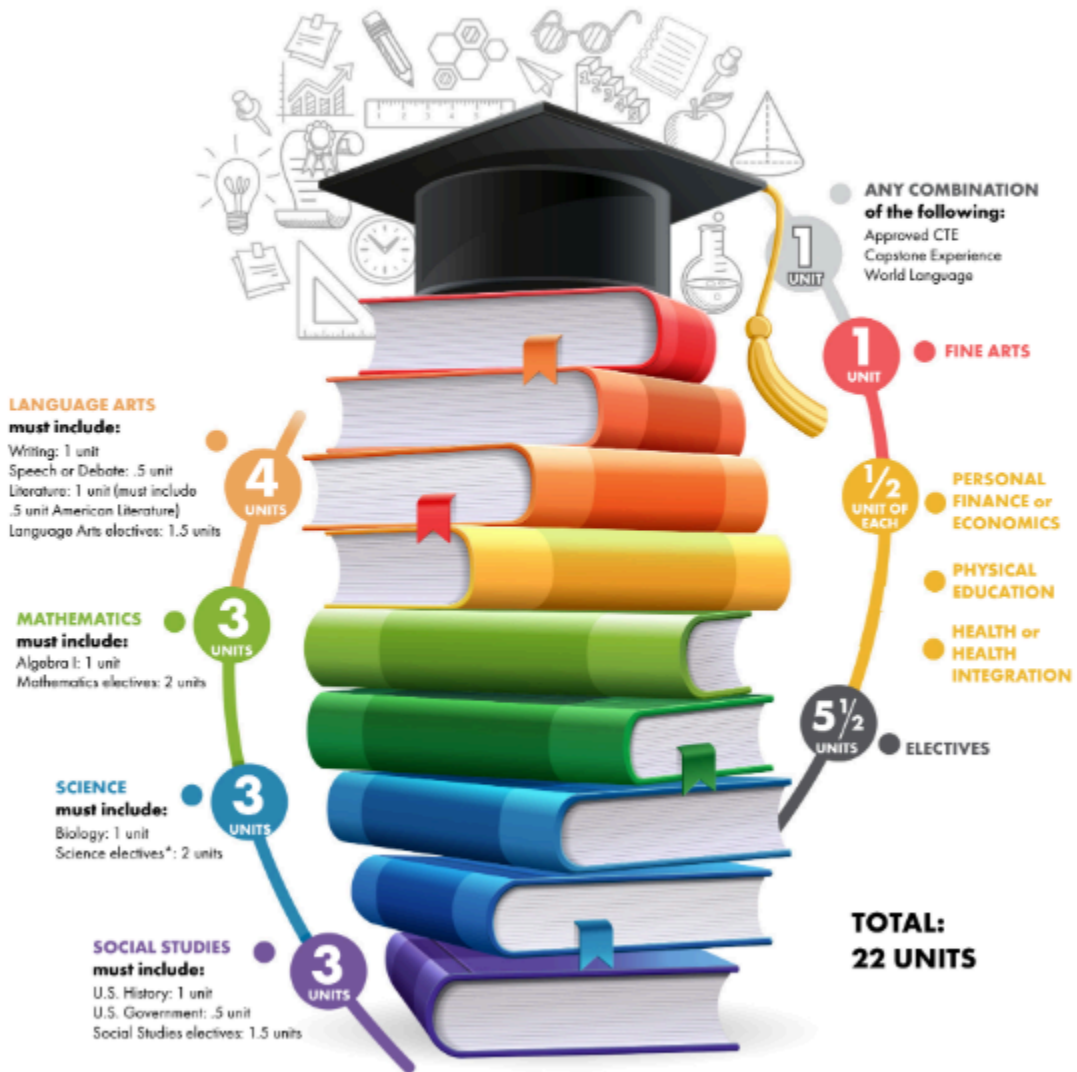 ANY COMBINATION
of the following:
Approved CTE
Capstone Experience
World Language
1
UNIT
1
UNIT
FINE ARTS
LANGUAGE ARTS
must include:
Writing: 1 unit
Speech or Debate: .5 unit
Literature: 1 unit (must include
.5 unit American Literature)
Language Arts electives: 1.5 units
4
UNITS
1/2
UNIT OF
EACH
PERSONAL
FINANCE or
ECONOMICS
PHYSICAL
EDUCATION
HEALTH or
HEALTH
INTEGRATION
MATHEMATICS
must include:
Algebra I: 1 unit
Mathematics electives: 2 units
3
UNITS
5 1/2
UNITS
ELECTIVES
SCIENCE
must include:
Biology: 1 unit
Science electives*: 2 units
3
UNITS
SOCIAL STUDIES
must include:
U.S. History: 1 unit
U.S. Government: .5 unit
Social Studies electives: 1.5 units
3
UNITS
TOTAL:
22 UNITS